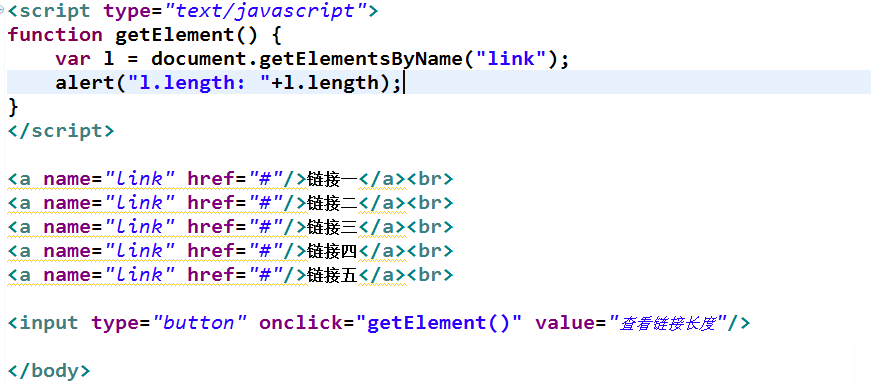 <script type="text/javascript">
function getElement() {
    var l = document.getElementsByName("link");
    alert("l.length: "+l.length);
}
</script>
<a name="link" href="#"/>链接一</a><br>
<a name="link" href="#"/>链接二</a><br>
<a name="link" href="#"/>链接三</a><br>
<a name="link" href="#"/>链接四</a><br>
<a name="link" href="#"/>链接五</a><br>
<input type="button" onclick="getElement()" value="查看链接长度"/>
</body>